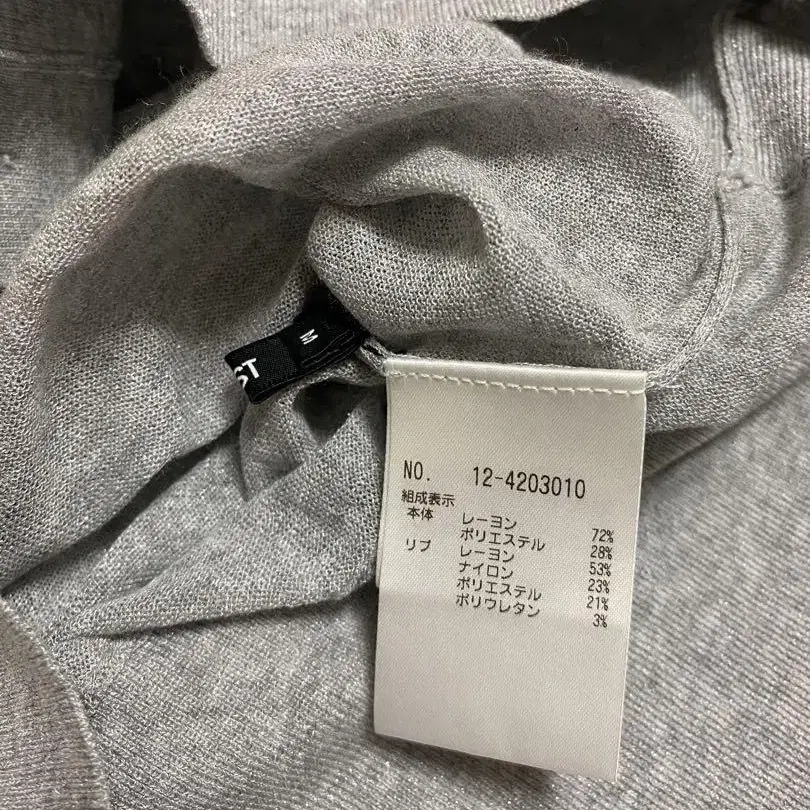 M
ST
NO. 12-4203010
組成表示
本体 レーヨン 72%
ポリエステル 28%
リブ レーヨン 53%
ナイロン 23%
ポリエステル 21%
ポリウレタン 3%